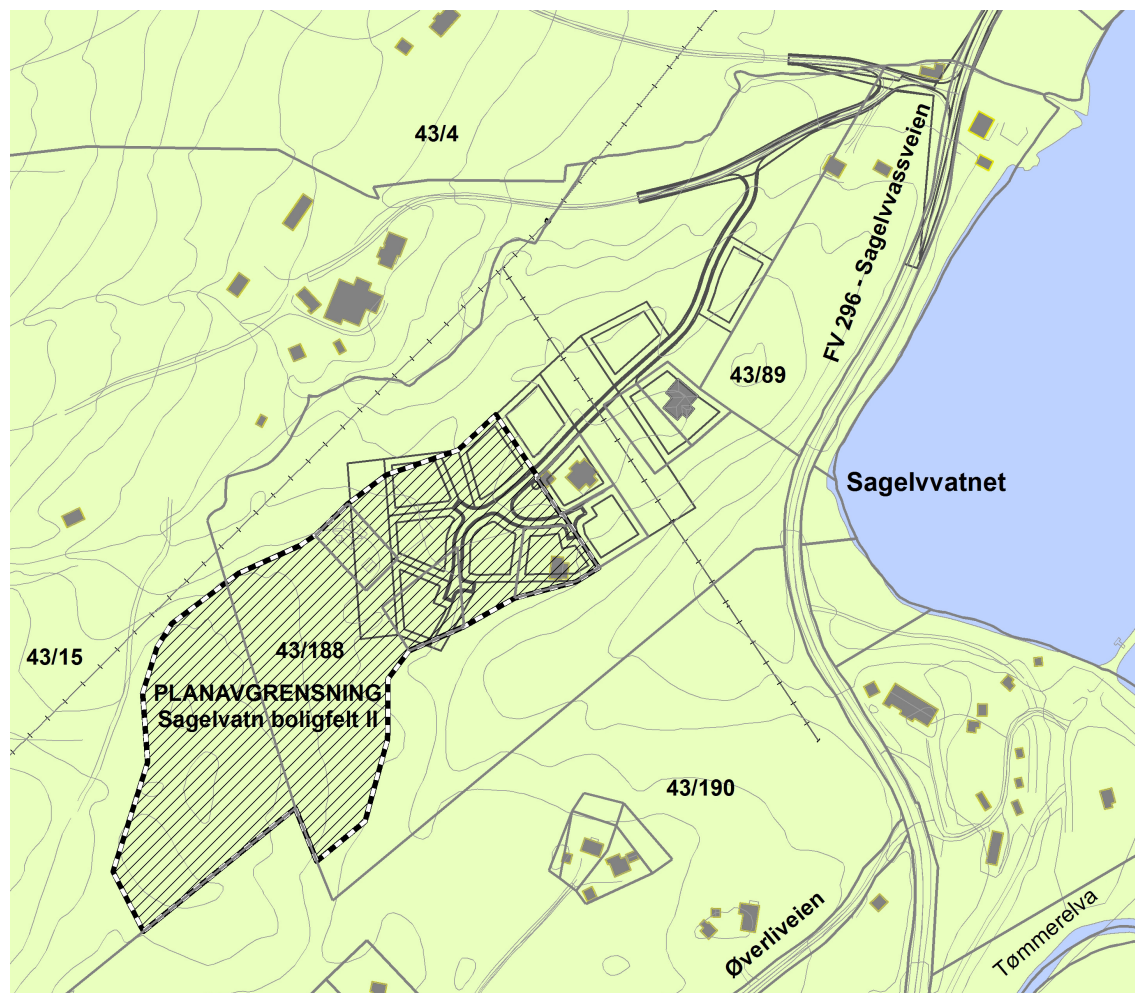 43/4
FV 296 - Sagelvvassveien
43/89
Sagelvvatnet
43/188
43/15
PLANAVGRENSNING
Sagelvatn boligfelt II
43/190
Øverliveien
Tømmerelva